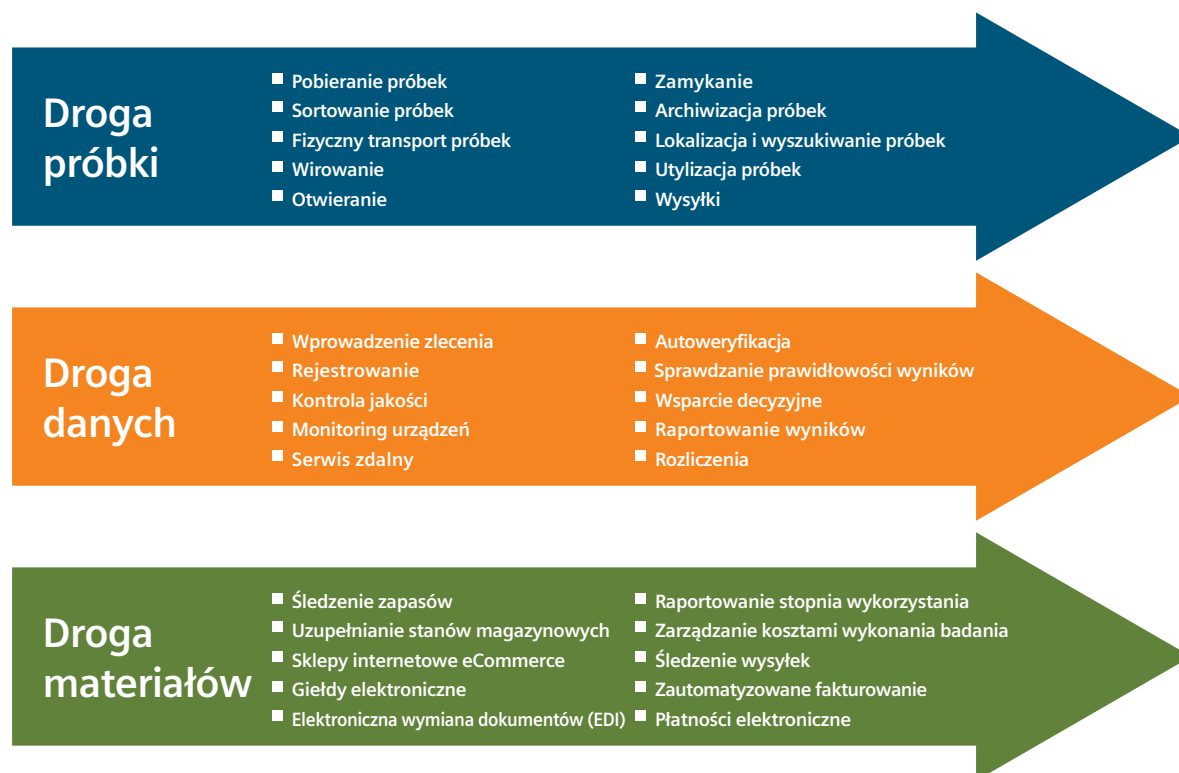 Droga
próbki
Pobieranie próbek
Sortowanie próbek
Fizyczny transport próbek
Wirowanie
Otwieranie
Zamykanie
Archiwizacja próbek
Lokalizacja i wyszukiwanie próbek
Utylizacja próbek
Wysyłki
Droga
danych
Wprowadzenie zlecenia
Rejestrowanie
Kontrola jakości
Monitoring urządzeń
Serwis zdalny
Autoweryfikacja
Sprawdzanie prawidłowości wyników
Wsparcie decyzyjne
Raportowanie wyników
Rozliczenia
Droga
materiałów
Śledzenie zapasów
Uzupełnianie stanów magazynowych
Sklepy internetowe eCommerce
Giełdy elektroniczne
Elektroniczna wymiana dokumentów (EDI)
Raportowanie stopnia wykorzystania
Zarządzanie kosztami wykonania badania
Śledzenie wysyłek
Zautomatyzowane fakturowanie
Płatności elektroniczne